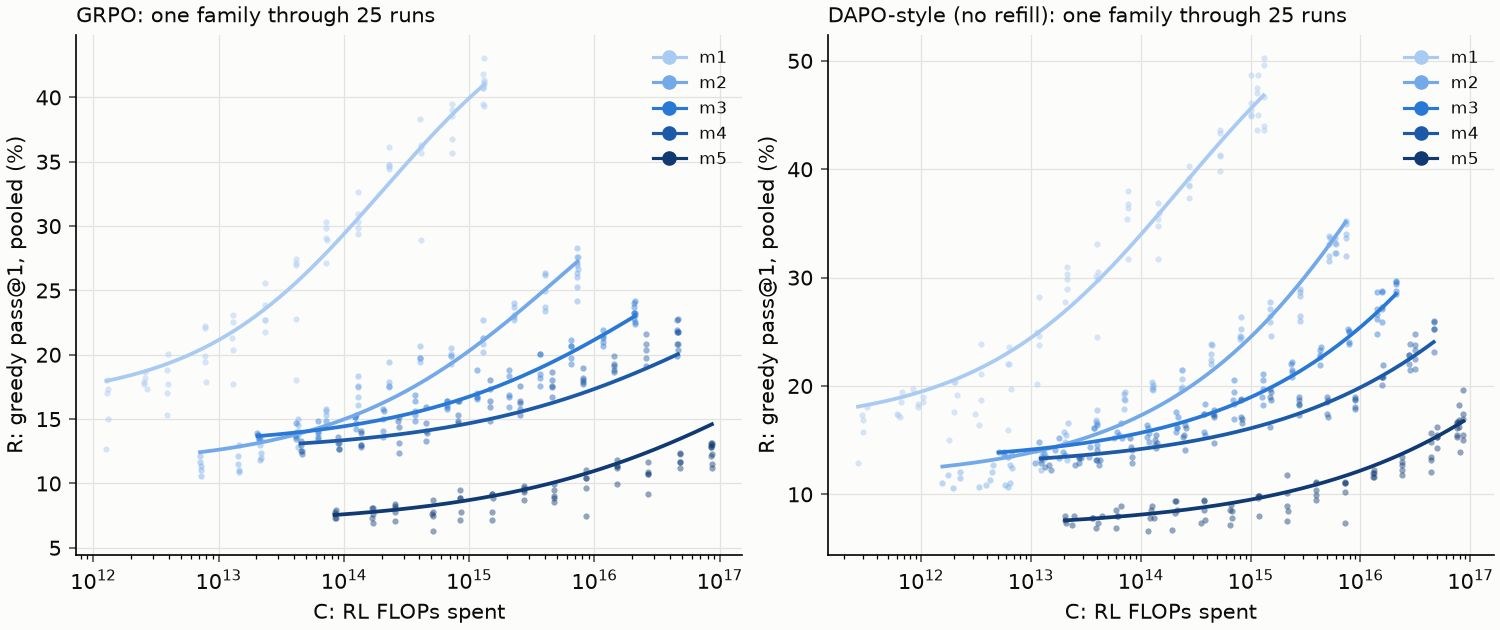 GRPO: one family through 25 runs
R: greedy pass@1, pooled (%)
40
35
30
25
20
15
10
5
m1
m2
m3
m4
m5
10^12
10^13
10^14
10^15
10^16
10^17
C: RL FLOPs spent
DAPO-style (no refill): one family through 25 runs
R: greedy pass@1, pooled (%)
50
40
30
20
10
m1
m2
m3
m4
m5
10^12
10^13
10^14
10^15
10^16
10^17
C: RL FLOPs spent